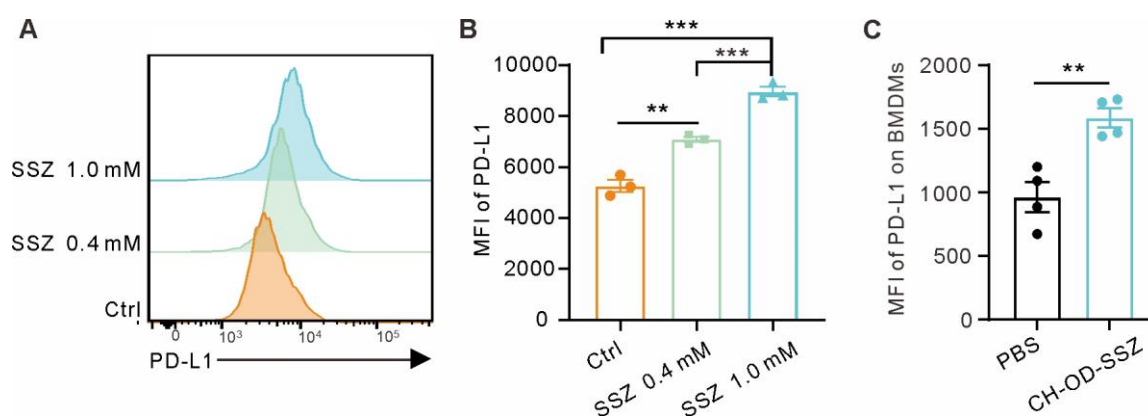 A
SSZ 1.0 mM
SSZ 0.4 mM
Ctrl
0 10³ 10⁴ 10⁵
PD-L1
B
***
***
**
10000
8000
6000
4000
2000
0
MFI of PD-L1
Ctrl
SSZ 0.4 mM
SSZ 1.0 mM
C
**
2000
1500
1000
500
0
MFI of PD-L1 on BMDMs
PBS
CH-OD-SSZ